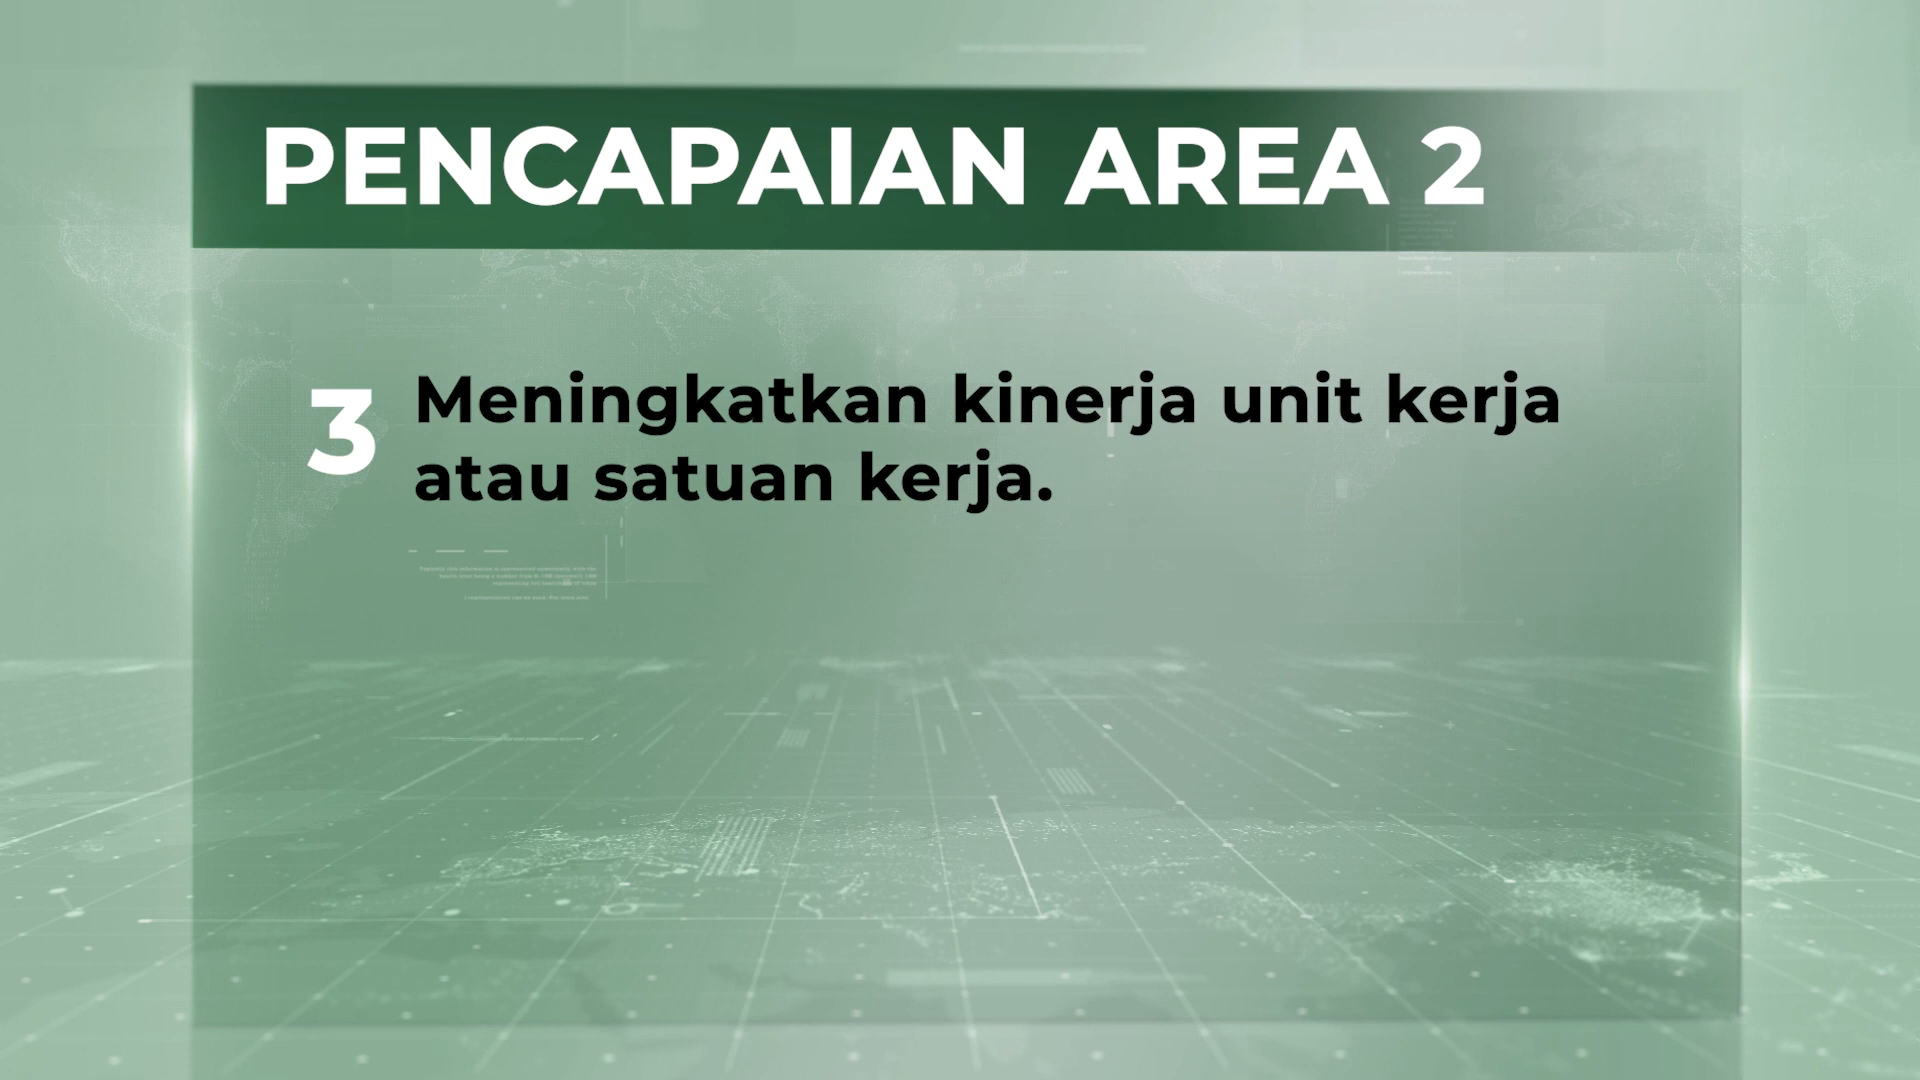 PENCAPAIAN AREA 2
3
Meningkatkan kinerja unit kerja
atau satuan kerja.